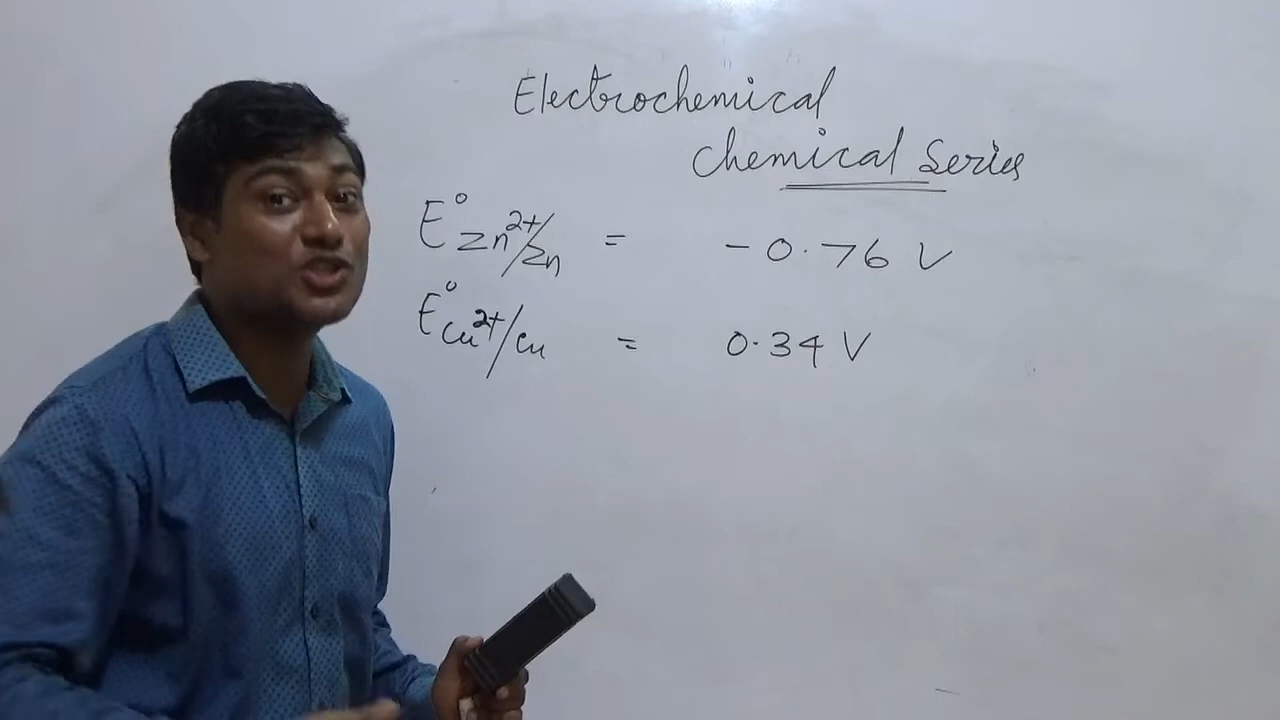 Electrochemical
Chemical Series
E° Zn²⁺/Zn = -0.76 V
E° Cu²⁺/Cu = 0.34 V